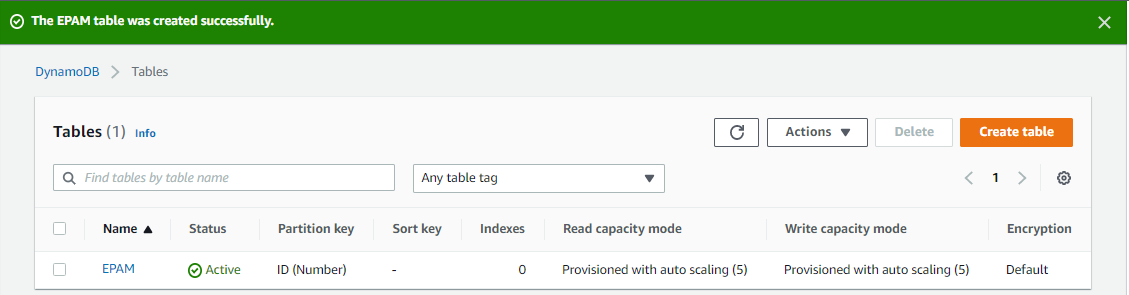 The EPAM table was created successfully.
DynamoDB > Tables
Tables (1) Info
Actions Delete Create table
Find tables by table name Any table tag 1
Name Status Partition key Sort key Indexes Read capacity mode Write capacity mode Encryption
EPAM Active ID (Number) - 0 Provisioned with auto scaling (5) Provisioned with auto scaling (5) Default